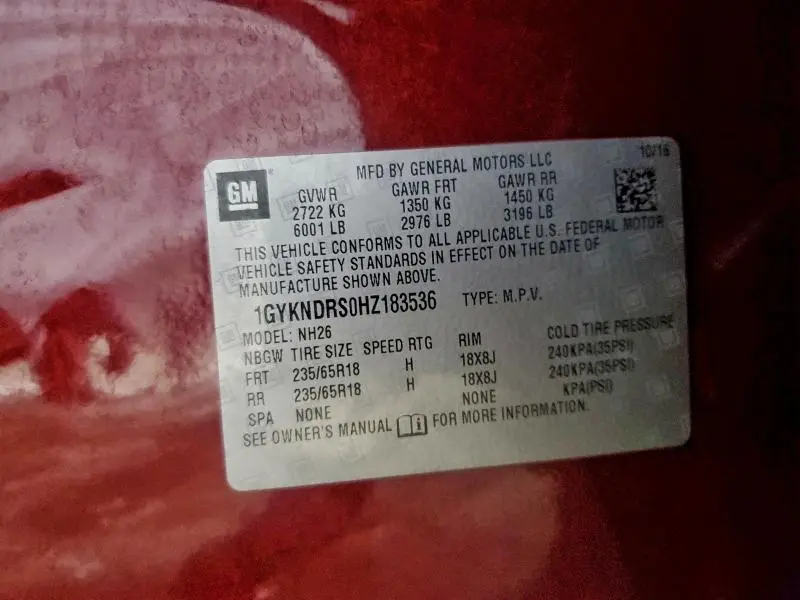 GM
MFD BY GENERAL MOTORS LLC
10/16
GVWR GAWR FRT GAWR RR
2722 KG 1350 KG 1450 KG
6001 LB 2976 LB 3196 LB
THIS VEHICLE CONFORMS TO ALL APPLICABLE U.S. FEDERAL MOTOR
VEHICLE SAFETY STANDARDS IN EFFECT ON THE DATE OF
MANUFACTURE SHOWN ABOVE.
1GYKNDRS0HZ183536 TYPE: M.P.V.
MODEL: NH26
NBGW TIRE SIZE SPEED RTG RIM COLD TIRE PRESSURE
FRT 235/65R18 H 18X8J 240KPA(35PSI)
RR 235/65R18 H 18X8J 240KPA(35PSI)
SPA NONE NONE KPA(PSI)
SEE OWNER'S MANUAL FOR MORE INFORMATION.